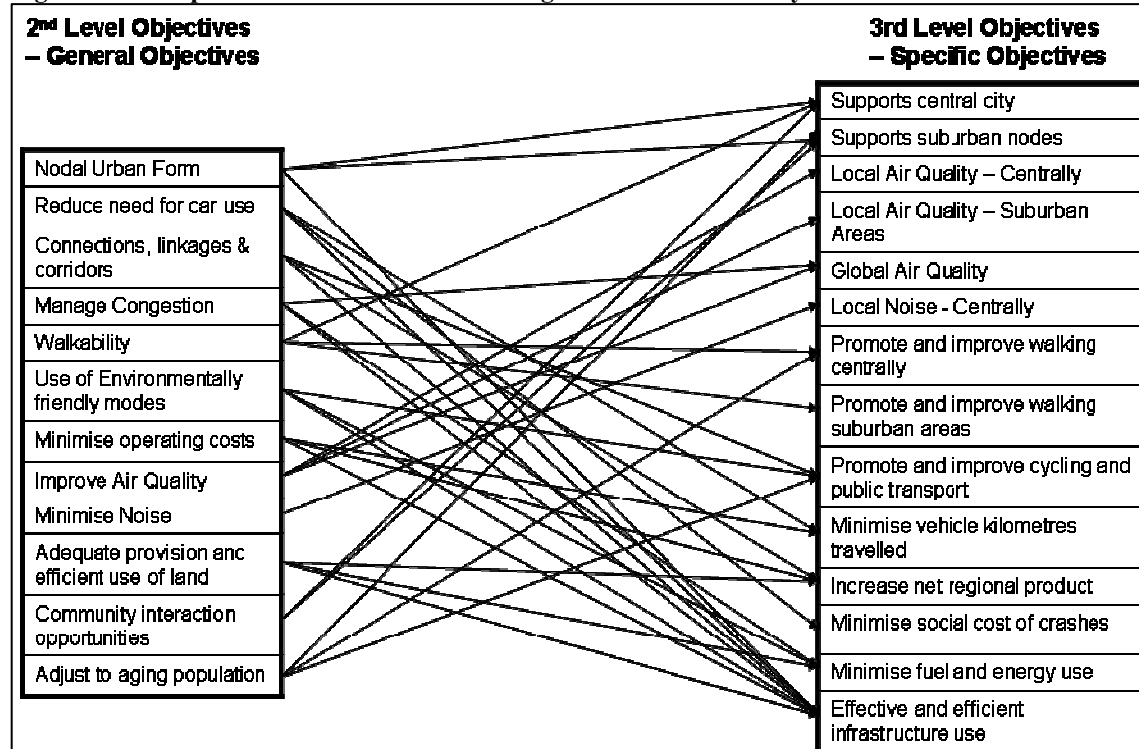 2nd Level Objectives
– General Objectives
3rd Level Objectives
– Specific Objectives
Nodal Urban Form
Reduce need for car use
Connections, linkages &
corridors
Manage Congestion
Walkability
Use of Environmentally
friendly modes
Minimise operating costs
Improve Air Quality
Minimise Noise
Adequate provision and
efficient use of land
Community interaction
opportunities
Adjust to aging population
Supports central city
Supports suburban nodes
Local Air Quality – Centrally
Local Air Quality – Suburban
Areas
Global Air Quality
Local Noise - Centrally
Promote and improve walking
centrally
Promote and improve walking
suburban areas
Promote and improve cycling and
public transport
Minimise vehicle kilometres
travelled
Increase net regional product
Minimise social cost of crashes
Minimise fuel and energy use
Effective and efficient
infrastructure use